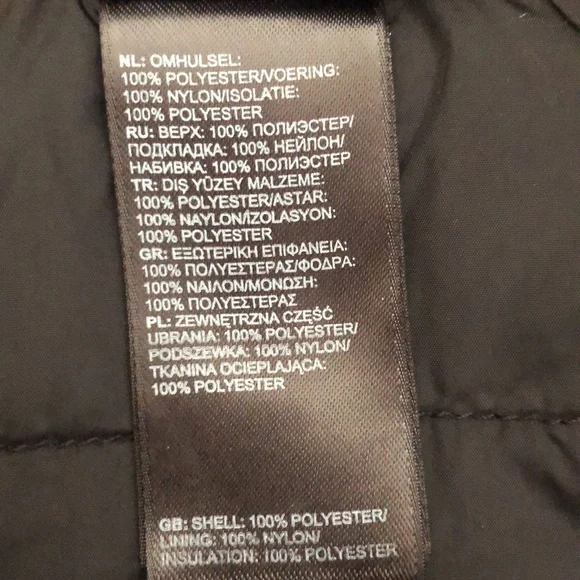 NL: OMHULSEL:
100% POLYESTER/VOERING:
100% NYLON/ISOLATIE:
100% POLYESTER
RU: ВЕРХ: 100% ПОЛИЭСТЕР/
ПОДКЛАДКА: 100% НЕЙЛОН/
НАБИВКА: 100% ПОЛИЭСТЕР
TR: DIŞ YÜZEY MALZEME:
100% POLYESTER/ASTAR:
100% NAYLON/İZOLASYON:
100% POLYESTER
GR: ΕΞΩΤΕΡΙΚΗ ΕΠΙΦΑΝΕΙΑ:
100% ΠΟΛΥΕΣΤΕΡΑΣ/ΦΟΔΡΑ:
100% ΝΑΙΛΟΝ/ΜΟΝΩΣΗ:
100% ΠΟΛΥΕΣΤΕΡΑΣ
PL: ZEWNĘTRZNA CZĘŚĆ
UBRANIA: 100% POLYESTER/
PODSZEWKA: 100% NYLON/
TKANINA OCIEPLAJĄCA:
100% POLYESTER
GB: SHELL: 100% POLYESTER/
LINING: 100% NYLON/
INSULATION: 100% POLYESTER